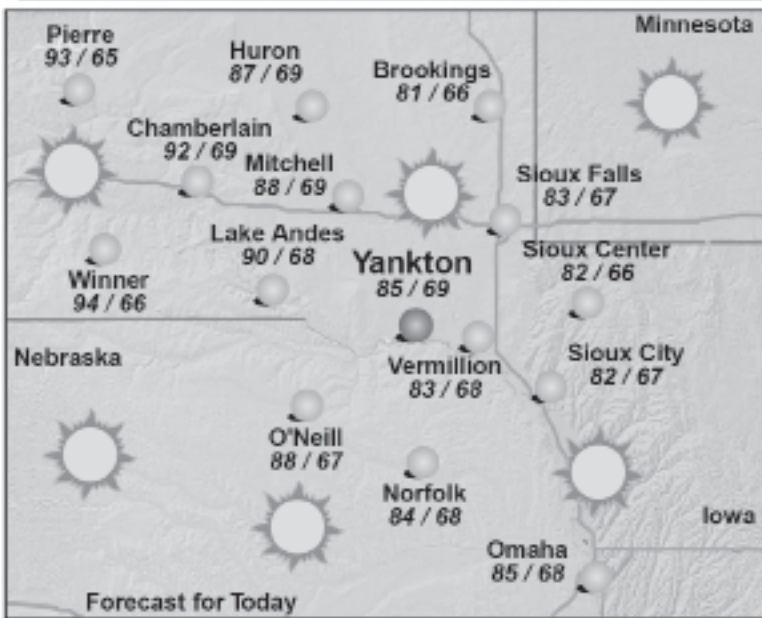 Minnesota
Pierre
93 / 65
Huron
87 / 69
Brookings
81 / 66
Chamberlain
92 / 69
Mitchell
88 / 69
Sioux Falls
83 / 67
Lake Andes
90 / 68
Yankton
85 / 69
Sioux Center
82 / 66
Winner
94 / 66
Nebraska
Vermillion
83 / 68
Sioux City
82 / 67
O'Neill
88 / 67
Norfolk
84 / 68
Iowa
Omaha
85 / 68
Forecast for Today